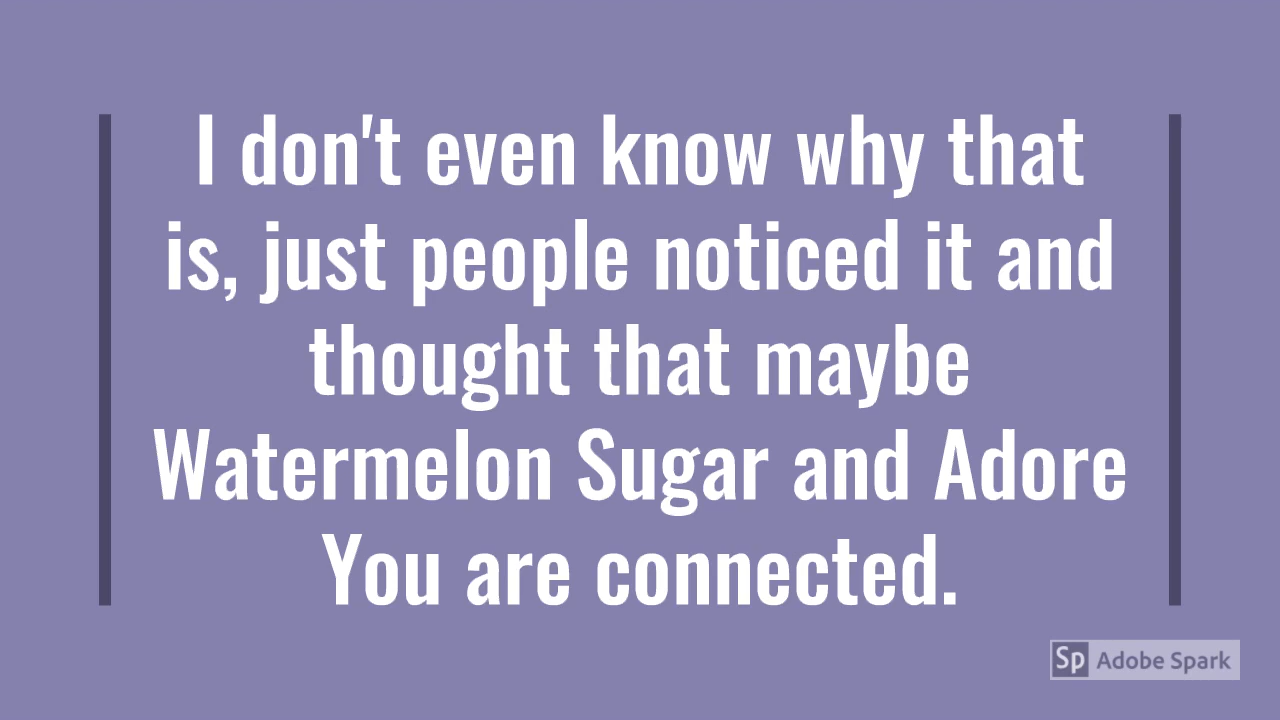 I don't even know why that
is, just people noticed it and
thought that maybe
Watermelon Sugar and Adore
You are connected.
Sp Adobe Spark